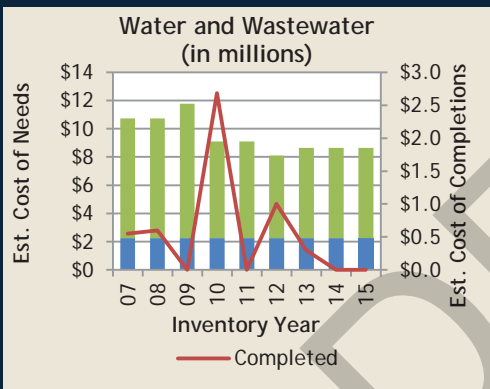 Water and Wastewater
(in millions)
Est. Cost of Needs
$14
$12
$10
$8
$6
$4
$2
$0
$3.0
$2.5
$2.0
$1.5
$1.0
$0.5
$0.0
Est. Cost of Completions
07 08 09 10 11 12 13 14 15
Inventory Year
Completed